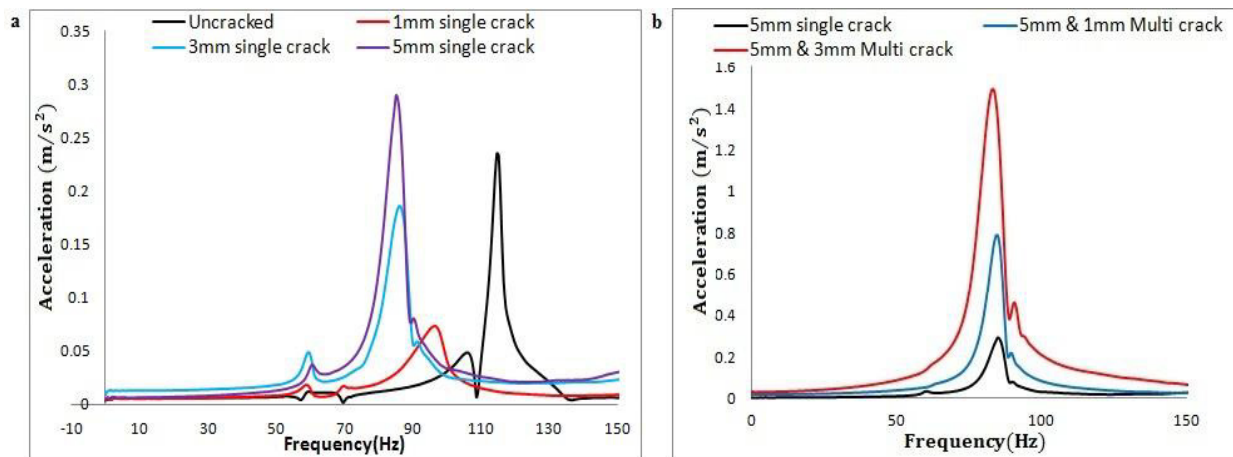 a
Uncracked 1mm single crack
3mm single crack 5mm single crack
0.35
0.3
0.25
0.2
0.15
0.1
0.05
0
Acceleration (m/s²)
-10 10 30 50 70 90 110 130 150
Frequency(Hz)
b
5mm single crack 5mm & 1mm Multi crack
5mm & 3mm Multi crack
1.6
1.4
1.2
1
0.8
0.6
0.4
0.2
0
Acceleration (m/s²)
0 50 100 150
Frequency(Hz)